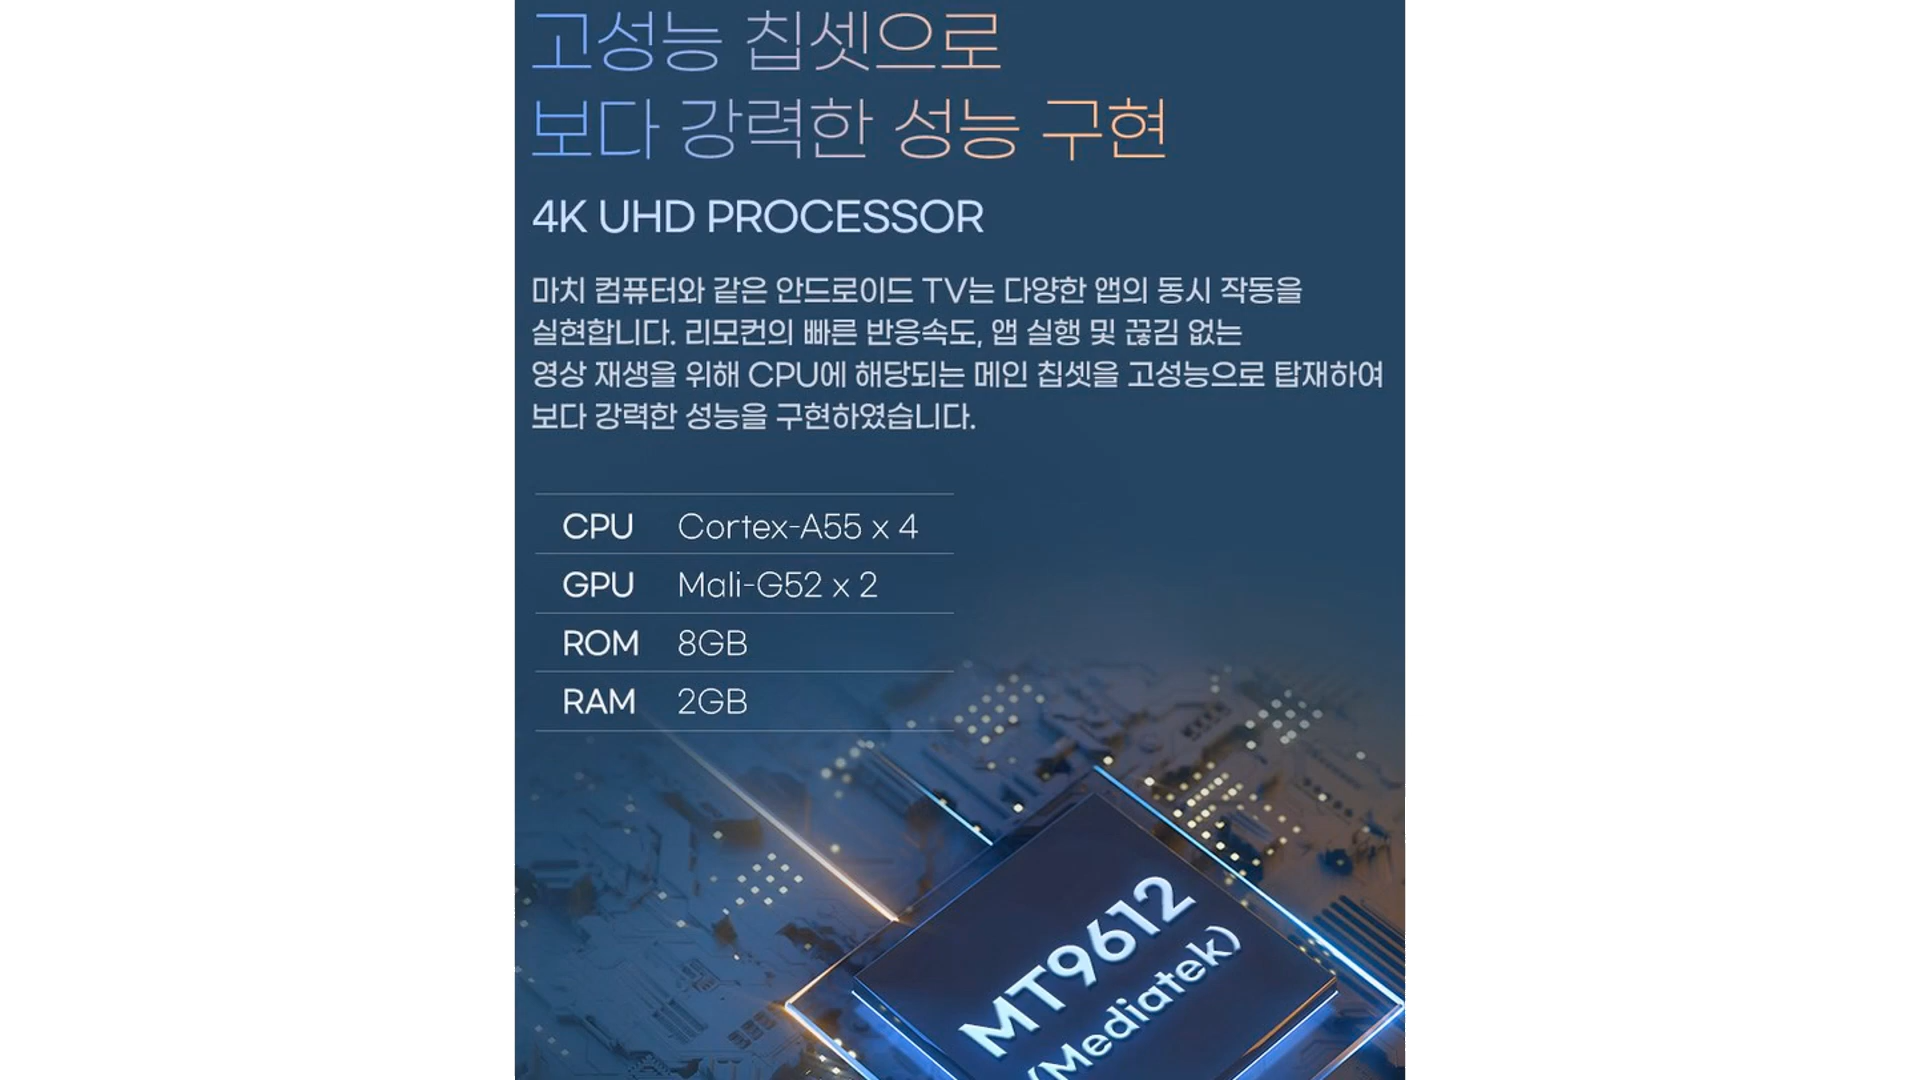 고성능 칩셋으로
보다 강력한 성능 구현
4K UHD PROCESSOR
마치 컴퓨터와 같은 안드로이드 TV는 다양한 앱의 동시 작동을
실현합니다. 리모컨의 빠른 반응속도, 앱 실행 및 끊김 없는
영상 재생을 위해 CPU에 해당되는 메인 칩셋을 고성능으로 탑재하여
보다 강력한 성능을 구현하였습니다.
CPU Cortex-A55 x 4
GPU Mali-G52 x 2
ROM 8GB
RAM 2GB
MT9612
(Mediatek)